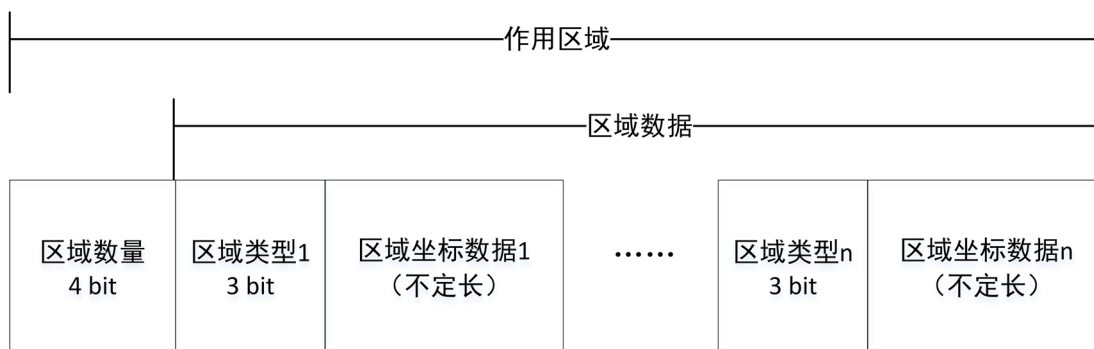 作用区域
区域数据
区域数量
4 bit
区域类型1
3 bit
区域坐标数据1
（不定长）
……
区域类型n
3 bit
区域坐标数据n
（不定长）